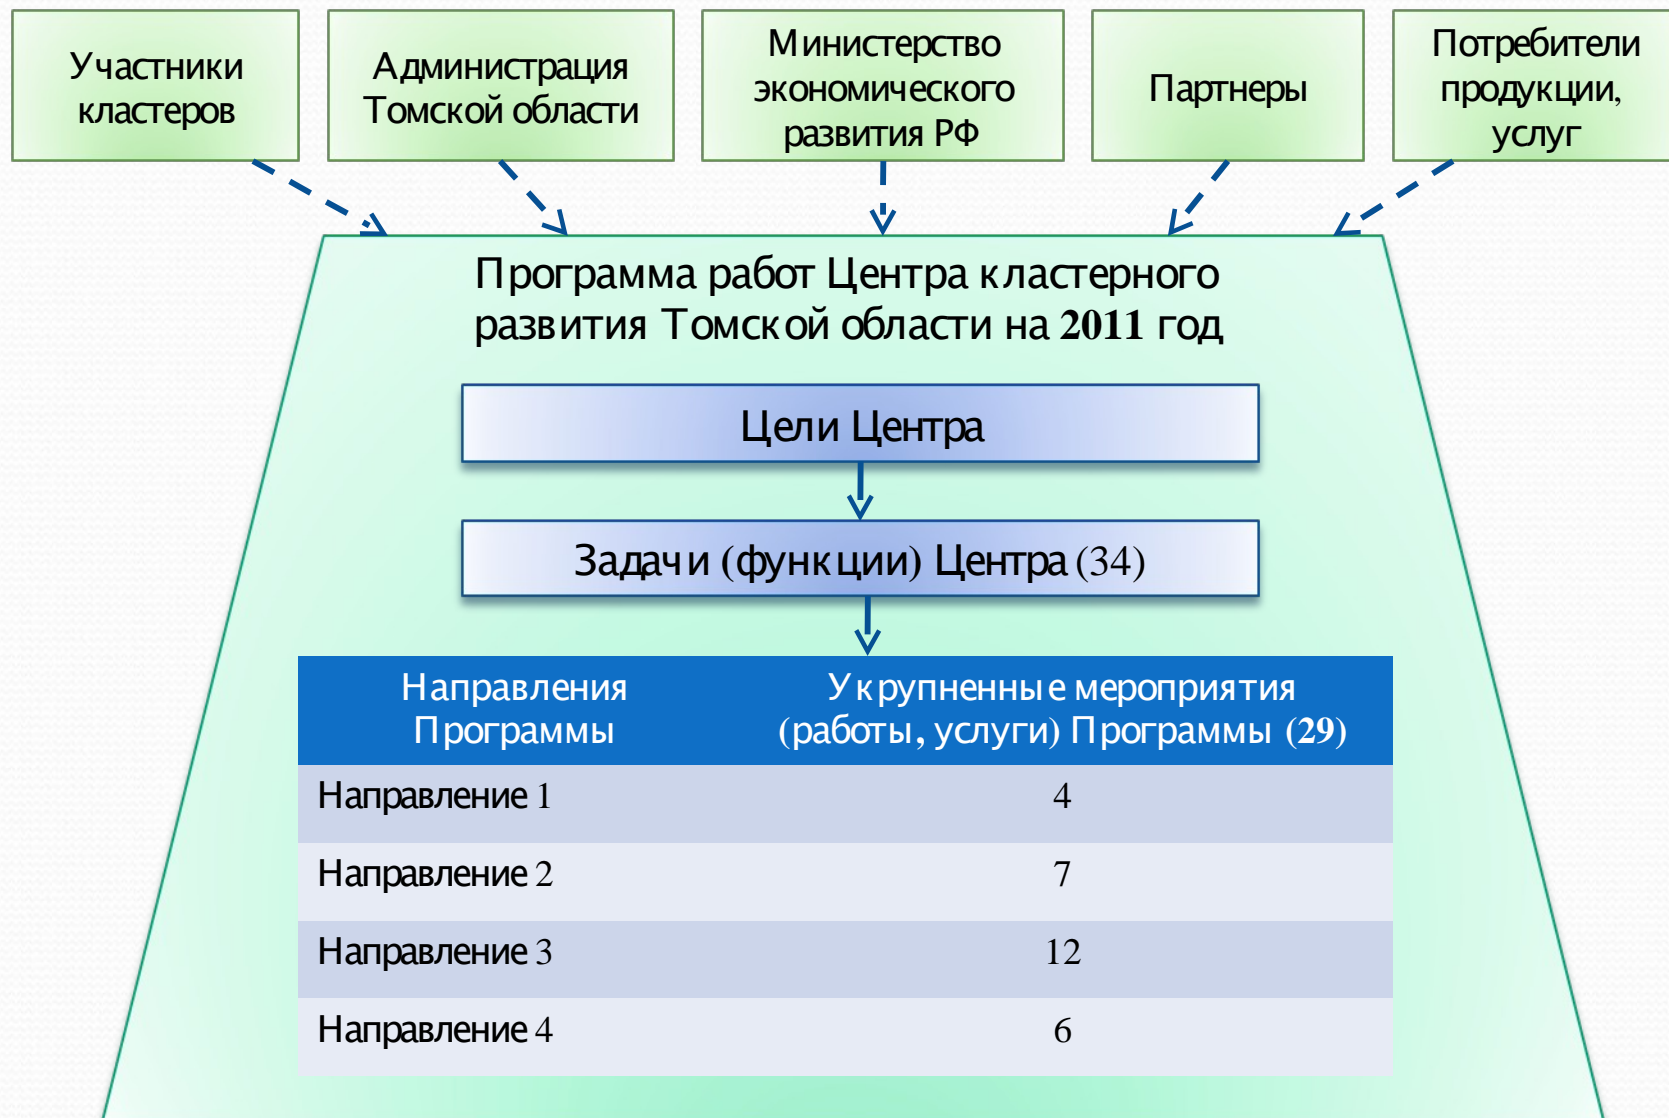 Участники
кластеров
Администрация
Томской области
Министерство
экономического
развития РФ
Партнеры
Потребители
продукции,
услуг
Программа работ Центра кластерного
развития Томской области на 2011 год
Цели Центра
Задачи (функции) Центра (34)
Направления
Программы
Укрупненные мероприятия
(работы, услуги) Программы (29)
Направление 1
4
Направление 2
7
Направление 3
12
Направление 4
6